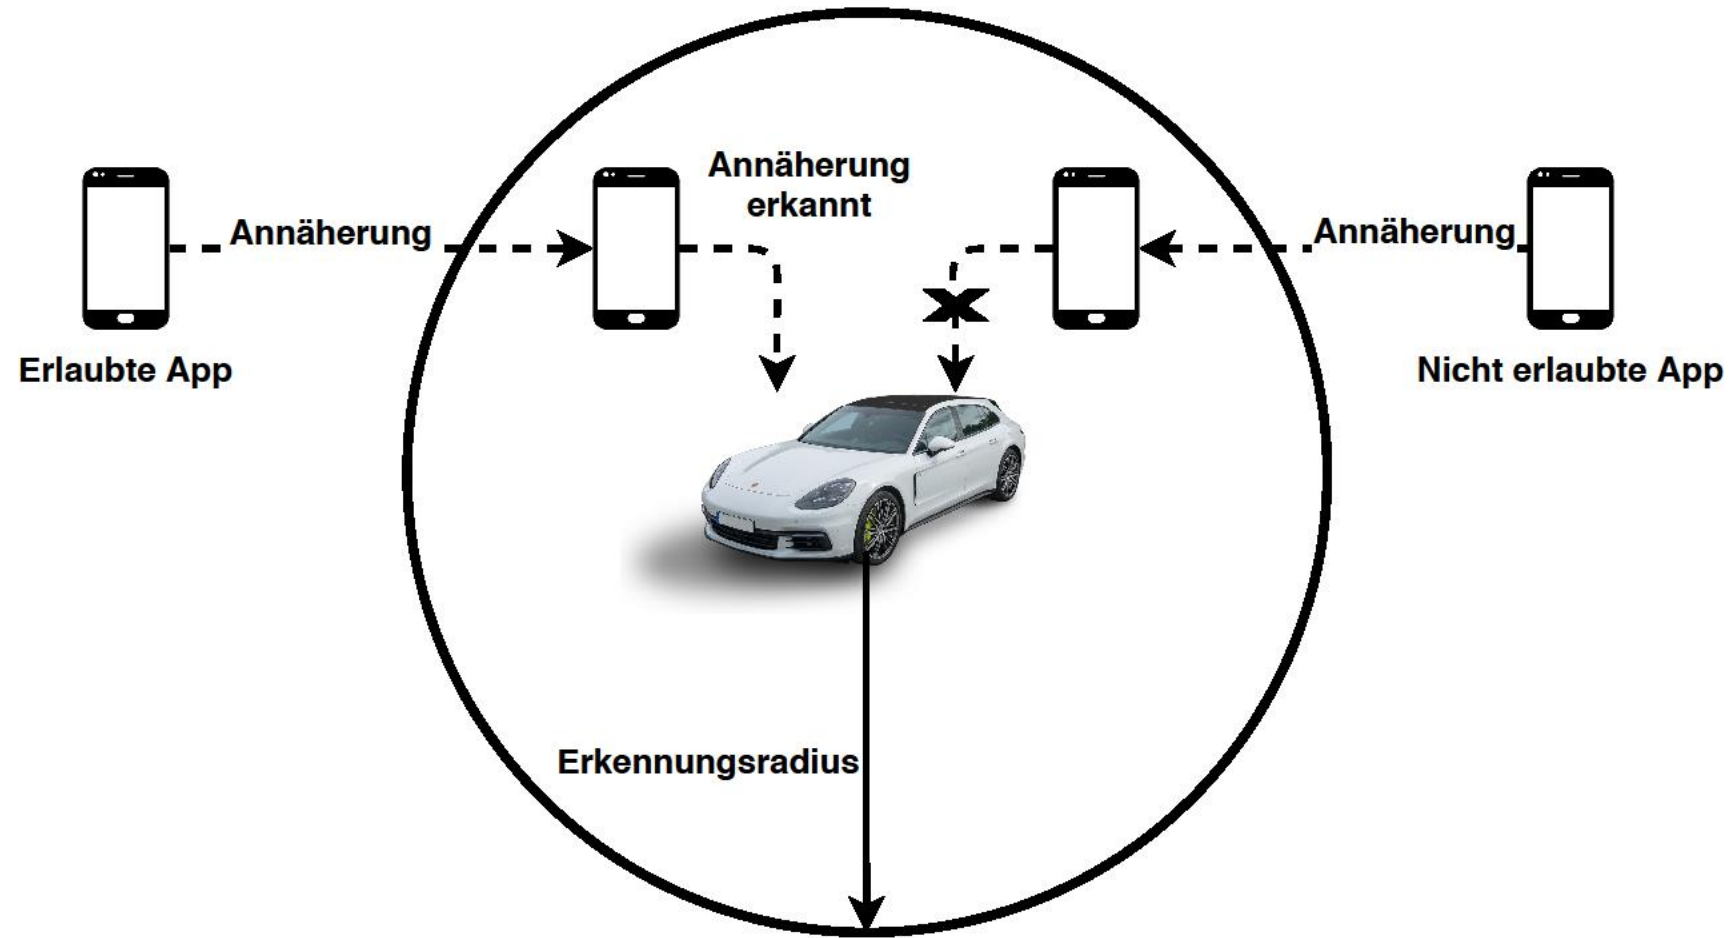 Annäherung
erkannt
Annäherung
Annäherung
Erlaubte App
Nicht erlaubte App
Erkennungsradius